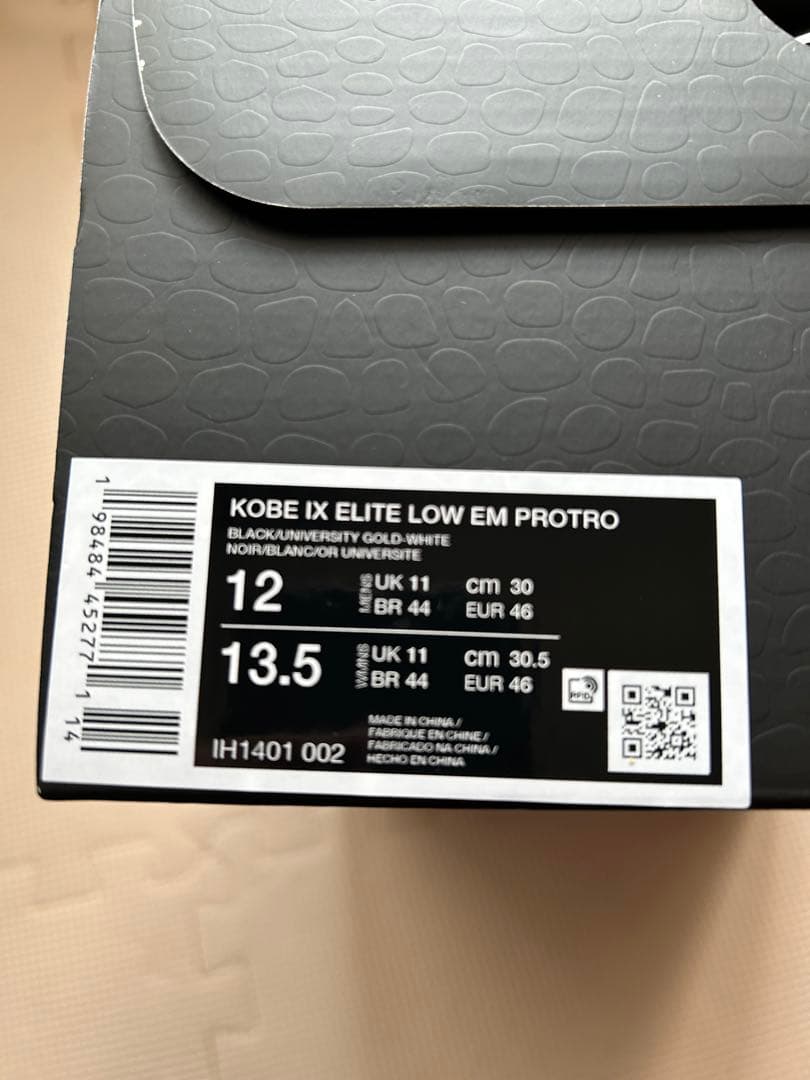 KOBE IX ELITE LOW EM PROTRO
BLACK/UNIVERSITY GOLD-WHITE
NOIR/BLANC/OR UNIVERSITE
12 MENS UK 11 cm 30
BR 44 EUR 46
13.5 WMNS UK 11 cm 30.5
BR 44 EUR 46
RFID
MADE IN CHINA /
FABRIQUE EN CHINE /
FABRICADO NA CHINA /
HECHO EN CHINA
IH1401 002
1 98484 45277 1 14